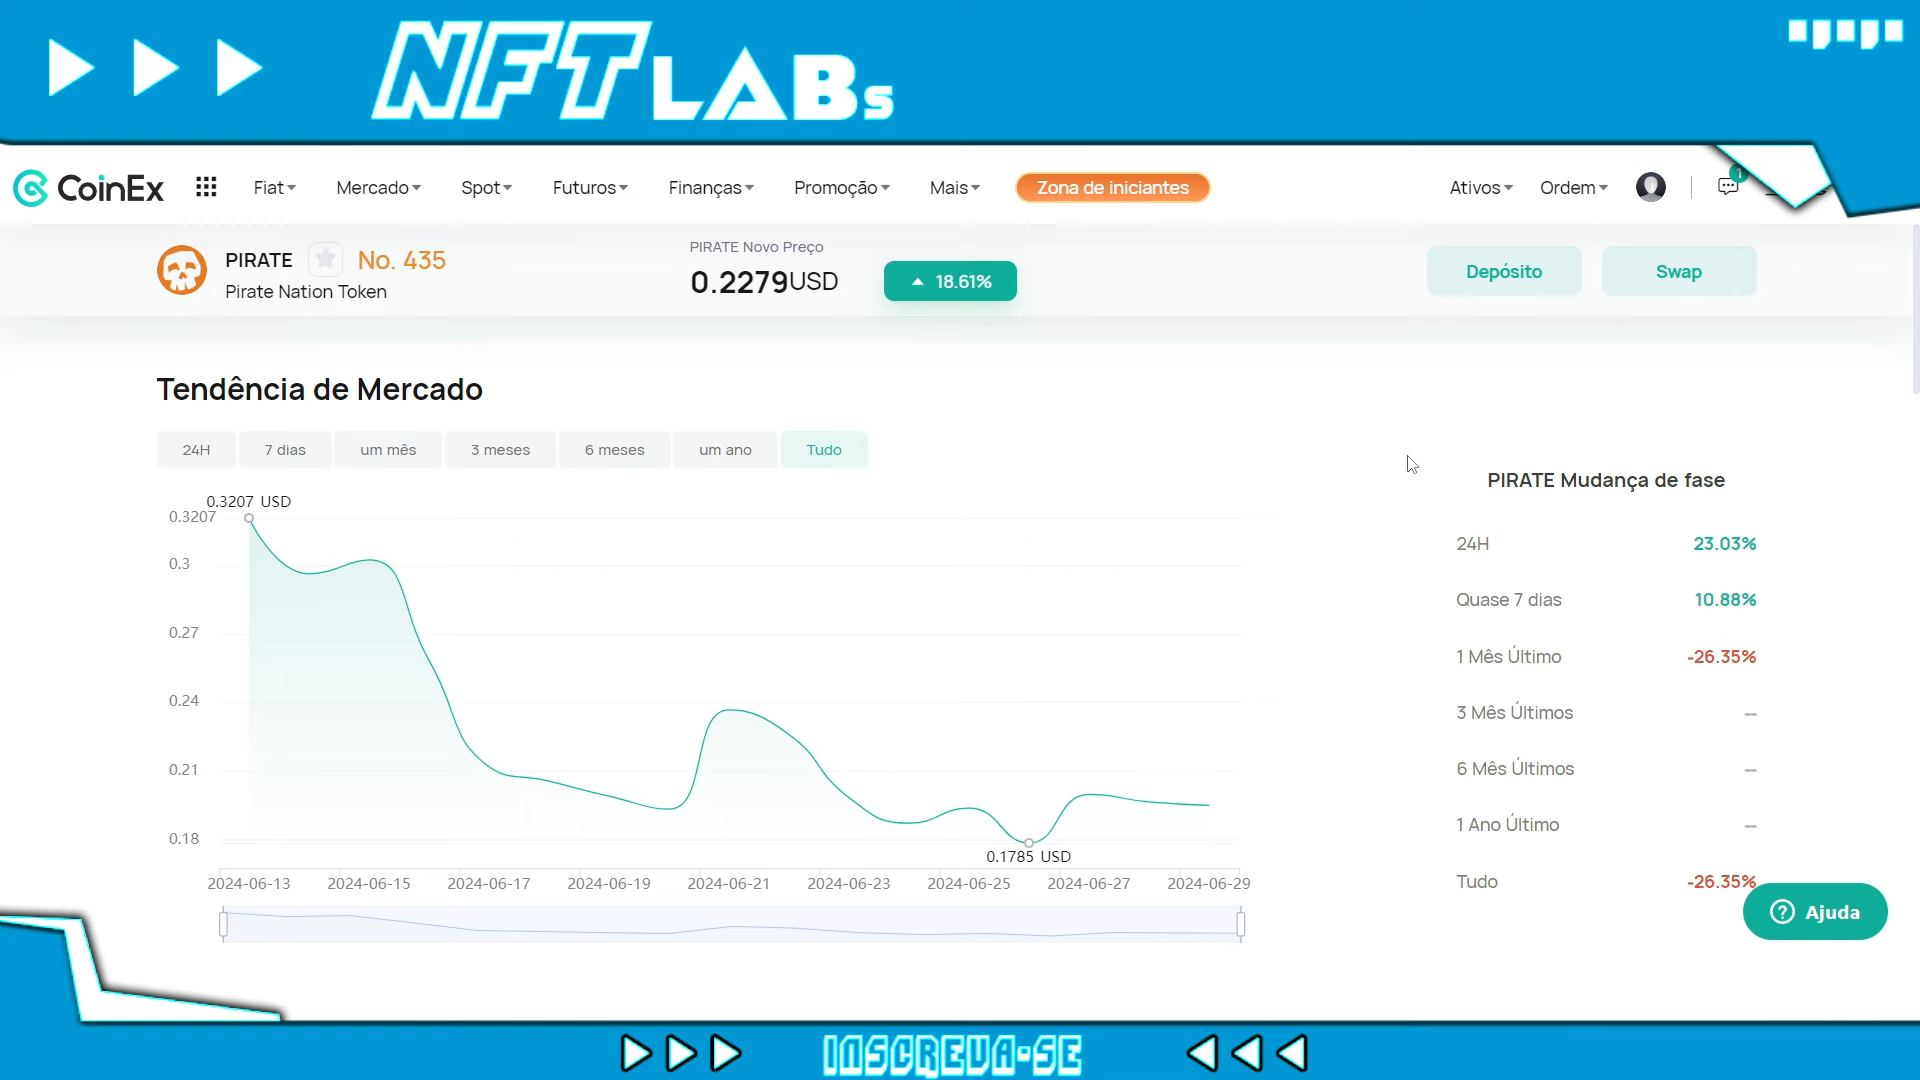 NFT LABs
CoinEx
Fiat
Mercado
Spot
Futuros
Finanças
Promoção
Mais
Zona de iniciantes
Ativos
Ordem
1
PIRATE
No. 435
Pirate Nation Token
PIRATE Novo Preço
0.2279USD
18.61%
Depósito
Swap
Tendência de Mercado
24H
7 dias
um mês
3 meses
6 meses
um ano
Tudo
0.3207 USD
0.3207
0.3
0.27
0.24
0.21
0.18
0.1785 USD
2024-06-13
2024-06-15
2024-06-17
2024-06-19
2024-06-21
2024-06-23
2024-06-25
2024-06-27
2024-06-29
PIRATE Mudança de fase
24H 23.03%
Quase 7 dias 10.88%
1 Mês Último -26.35%
3 Mês Últimos --
6 Mês Últimos --
1 Ano Último --
Tudo -26.35%
Ajuda
INSCREVA-SE